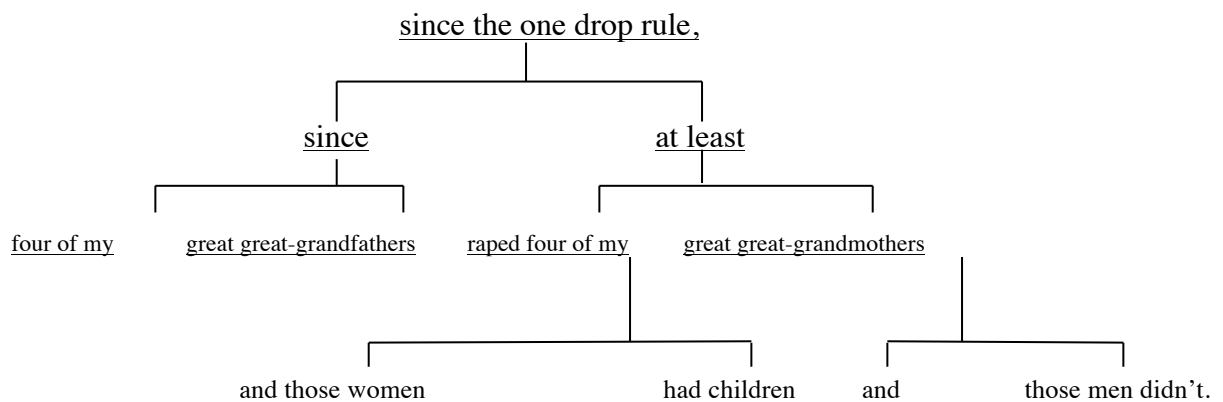 since the one drop rule,
since at least
four of my great great-grandfathers raped four of my great great-grandmothers
and those women had children and those men didn't.